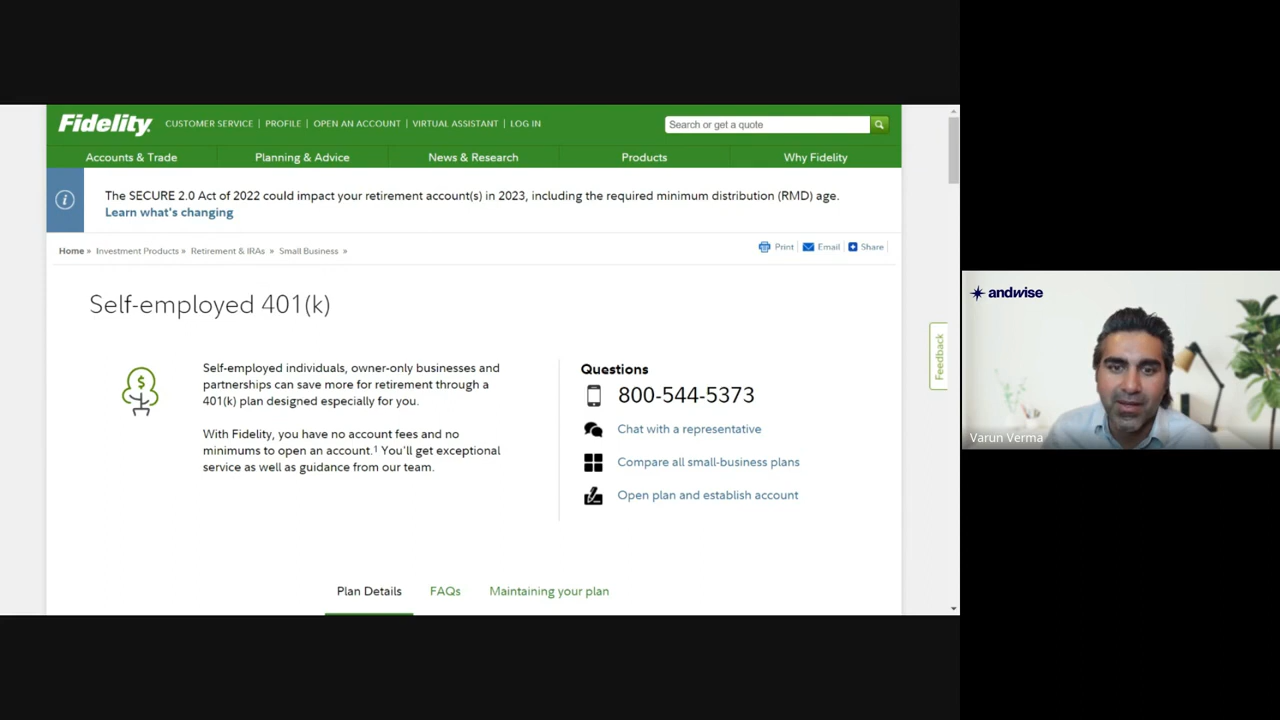 Fidelity
CUSTOMER SERVICE | PROFILE | OPEN AN ACCOUNT | VIRTUAL ASSISTANT | LOG IN
Search or get a quote
Accounts & Trade
Planning & Advice
News & Research
Products
Why Fidelity
The SECURE 2.0 Act of 2022 could impact your retirement account(s) in 2023, including the required minimum distribution (RMD) age.
Learn what's changing
Home » Investment Products » Retirement & IRAs » Small Business »
Print
Email
Share
Self-employed 401(k)
Self-employed individuals, owner-only businesses and
partnerships can save more for retirement through a
401(k) plan designed especially for you.
With Fidelity, you have no account fees and no
minimums to open an account.¹ You'll get exceptional
service as well as guidance from our team.
Questions
800-544-5373
Chat with a representative
Compare all small-business plans
Open plan and establish account
Feedback
Plan Details
FAQs
Maintaining your plan
andwise
Varun Verma